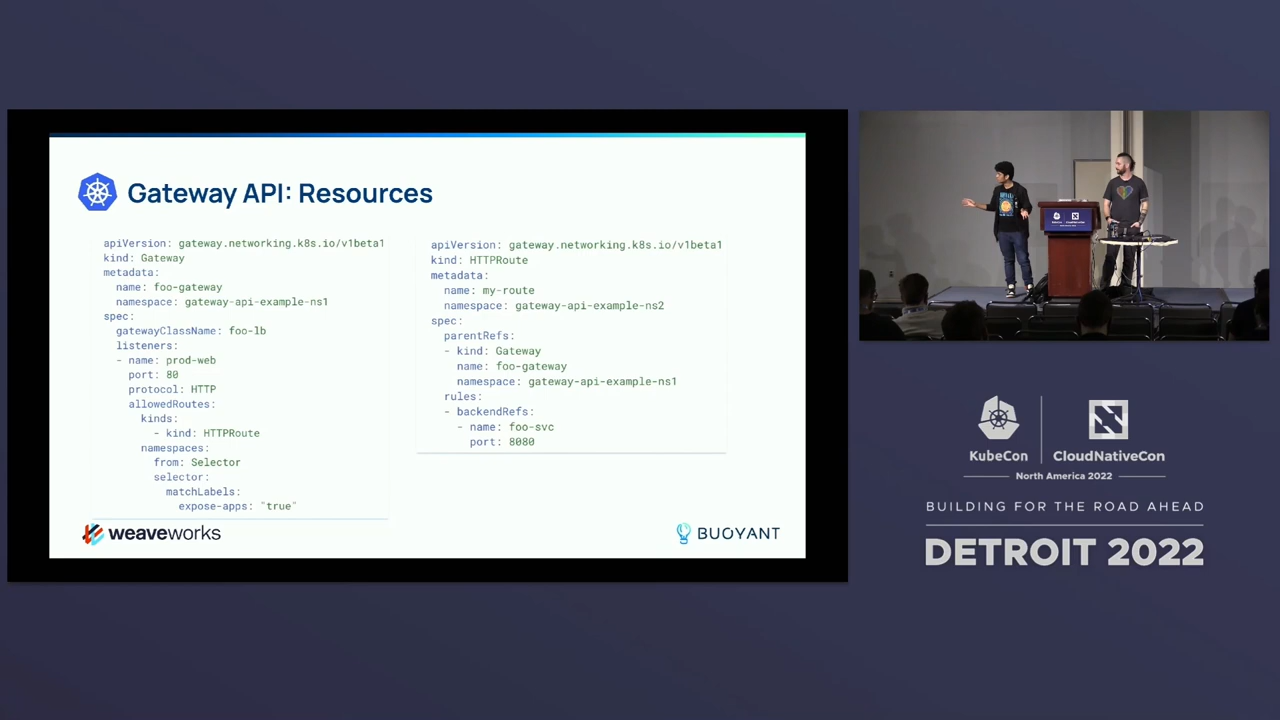 Gateway API: Resources
apiVersion: gateway.networking.k8s.io/v1beta1
kind: Gateway
metadata:
  name: foo-gateway
  namespace: gateway-api-example-ns1
spec:
  gatewayClassName: foo-lb
  listeners:
  - name: prod-web
    port: 80
    protocol: HTTP
    allowedRoutes:
      kinds:
        - kind: HTTPRoute
      namespaces:
        from: Selector
        selector:
          matchLabels:
            expose-apps: "true"
apiVersion: gateway.networking.k8s.io/v1beta1
kind: HTTPRoute
metadata:
  name: my-route
  namespace: gateway-api-example-ns2
spec:
  parentRefs:
  - kind: Gateway
    name: foo-gateway
    namespace: gateway-api-example-ns1
  rules:
  - backendRefs:
    - name: foo-svc
      port: 8080
weaveworks
BUOYANT
KubeCon
CloudNativeCon
North America 2022
BUILDING FOR THE ROAD AHEAD
DETROIT 2022